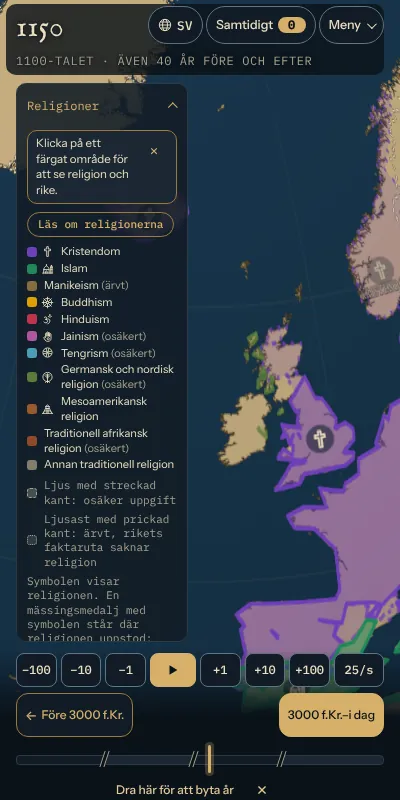 1150
SV
Samtidigt 0
Meny
1100-TALET · ÄVEN 40 ÅR FÖRE OCH EFTER
Religioner
Klicka på ett
färgat område för
att se religion och
rike.
×
Läs om religionerna
Kristendom
Islam
Manikeism (ärvt)
Buddhism
Hinduism
Jainism (osäkert)
Tengrism (osäkert)
Germansk och nordisk
religion (osäkert)
Mesoamerikansk
religion
Traditionell afrikansk
religion (osäkert)
Annan traditionell religion
Ljus med streckad
kant: osäker uppgift
Ljusast med prickad
kant: ärvt, rikets
faktaruta saknar
religion
Symbolen visar
religionen. En
mässingsmedalj med
symbolen står där
religionen uppstod:
−100
−10
−1
+1
+10
+100
25/s
← Före 3000 f.Kr.
3000 f.Kr.–i dag
Dra här för att byta år
×